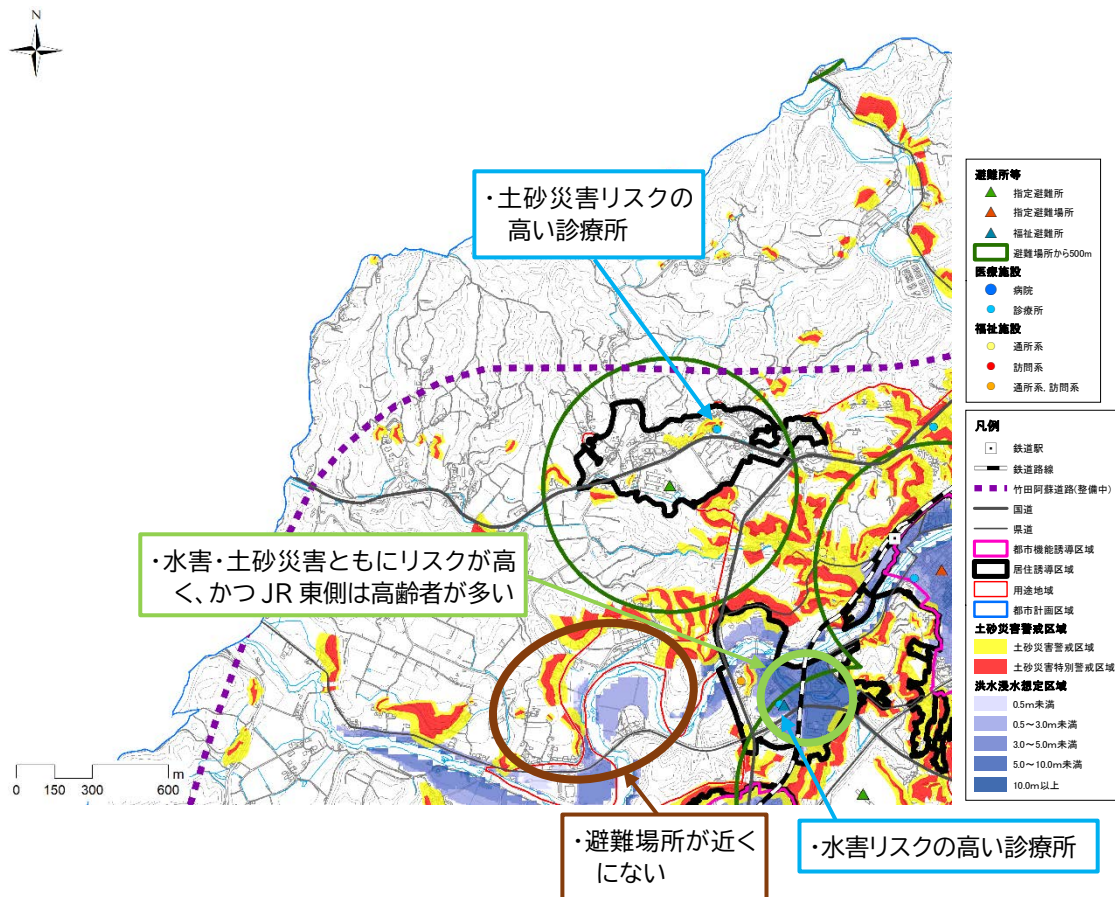 N
・土砂災害リスクの
高い診療所
・水害・土砂災害ともにリスクが高
く、かつ JR 東側は高齢者が多い
0 150 300 600 m
・避難場所が近く
にない
・水害リスクの高い診療所
避難所等
指定避難所
指定避難場所
福祉避難所
避難場所から500m
医療施設
病院
診療所
福祉施設
通所系
訪問系
通所系、訪問系
凡例
鉄道駅
鉄道路線
竹田阿蘇道路(整備中)
国道
県道
都市機能誘導区域
居住誘導区域
用途地域
都市計画区域
土砂災害警戒区域
土砂災害警戒区域
土砂災害特別警戒区域
洪水浸水想定区域
0.5m未満
0.5～3.0m未満
3.0～5.0m未満
5.0～10.0m未満
10.0m以上